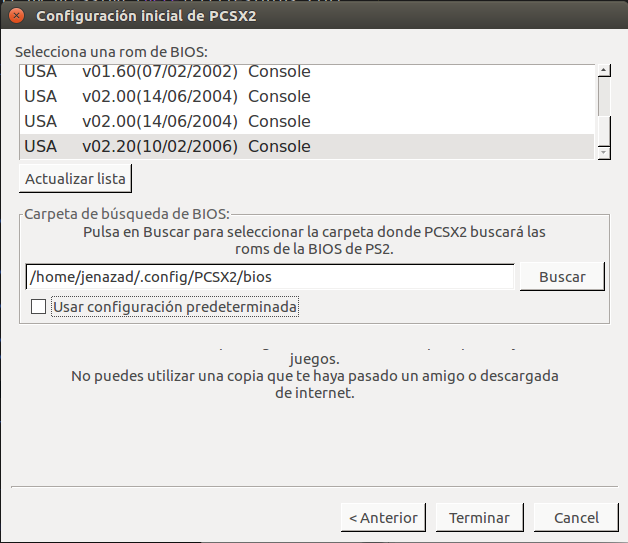 Configuración inicial de PCSX2
Selecciona una rom de BIOS:
USA v01.60(07/02/2002) Console
USA v02.00(14/06/2004) Console
USA v02.00(14/06/2004) Console
USA v02.20(10/02/2006) Console
Actualizar lista
Carpeta de búsqueda de BIOS:
Pulsa en Buscar para seleccionar la carpeta donde PCSX2 buscará las
roms de la BIOS de PS2.
/home/jenazad/.config/PCSX2/bios
Buscar
Usar configuración predeterminada
juegos.
No puedes utilizar una copia que te haya pasado un amigo o descargada
de internet.
< Anterior
Terminar
Cancel